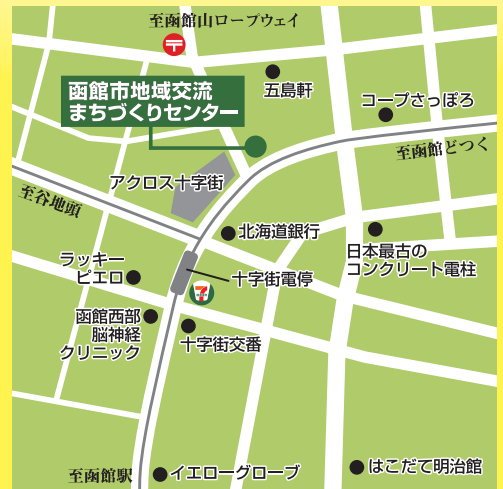 至函館山ロープウェイ
函館市地域交流
まちづくりセンター
五島軒
コープさっぽろ
至函館どつく
アクロス十字街
至谷地頭
北海道銀行
日本最古の
コンクリート電柱
ラッキー
ピエロ
十字街電停
7
函館西部
脳神経
クリニック
十字街交番
至函館駅
イエローグローブ
はこだて明治館